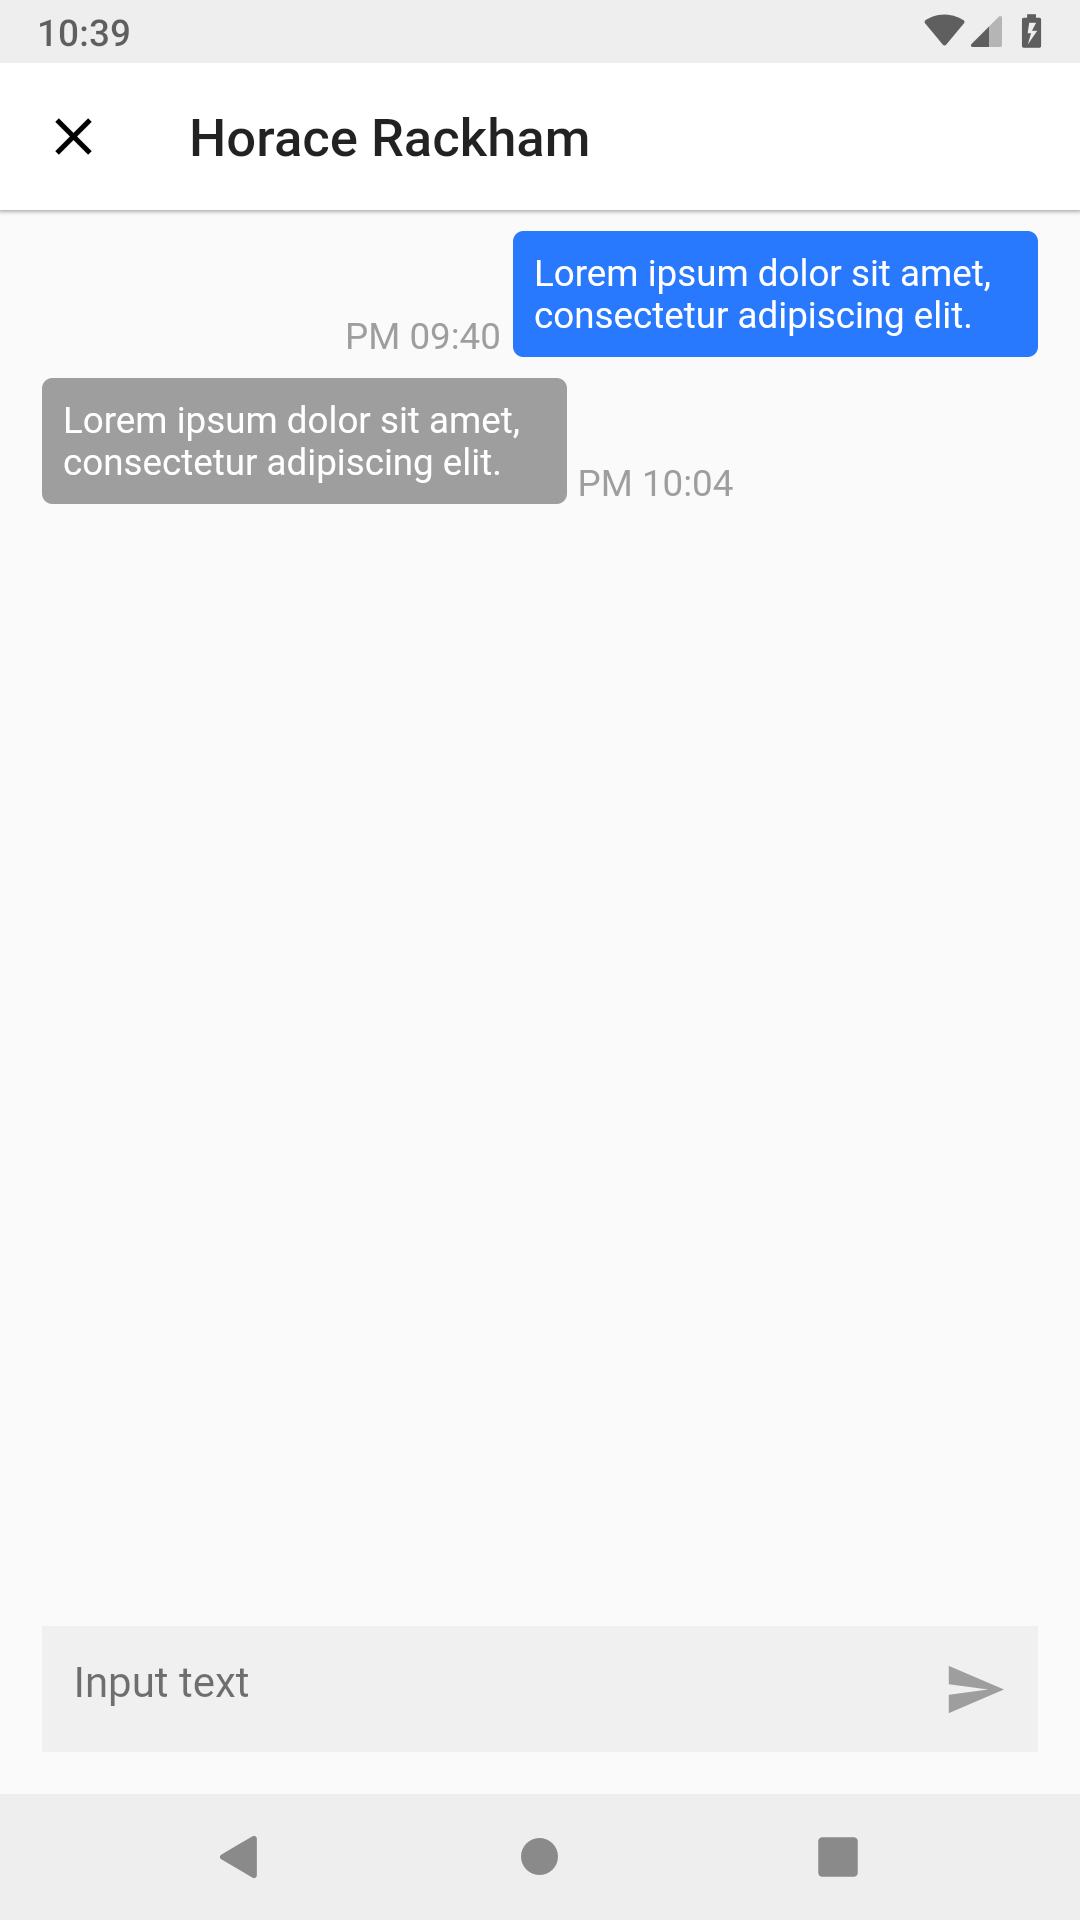 10:39
Horace Rackham
Lorem ipsum dolor sit amet,
consectetur adipiscing elit.
PM 09:40
Lorem ipsum dolor sit amet,
consectetur adipiscing elit.
PM 10:04
Input text